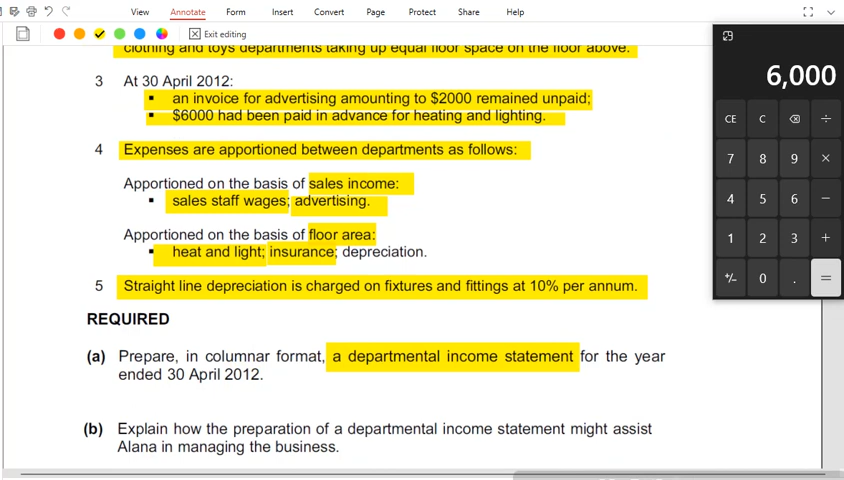 View Annotate Form Insert Convert Page Protect Share Help
Exit editing
clothing and toys departments taking up equal floor space on the floor above.
3 At 30 April 2012:
▪ an invoice for advertising amounting to $2000 remained unpaid;
▪ $6000 had been paid in advance for heating and lighting.
4 Expenses are apportioned between departments as follows:
Apportioned on the basis of sales income:
▪ sales staff wages; advertising.
Apportioned on the basis of floor area:
▪ heat and light; insurance; depreciation.
5 Straight line depreciation is charged on fixtures and fittings at 10% per annum.
REQUIRED
(a) Prepare, in columnar format, a departmental income statement for the year
ended 30 April 2012.
(b) Explain how the preparation of a departmental income statement might assist
Alana in managing the business.
6,000
CE C ÷
7 8 9 ×
4 5 6 −
1 2 3 +
+/− 0 . =